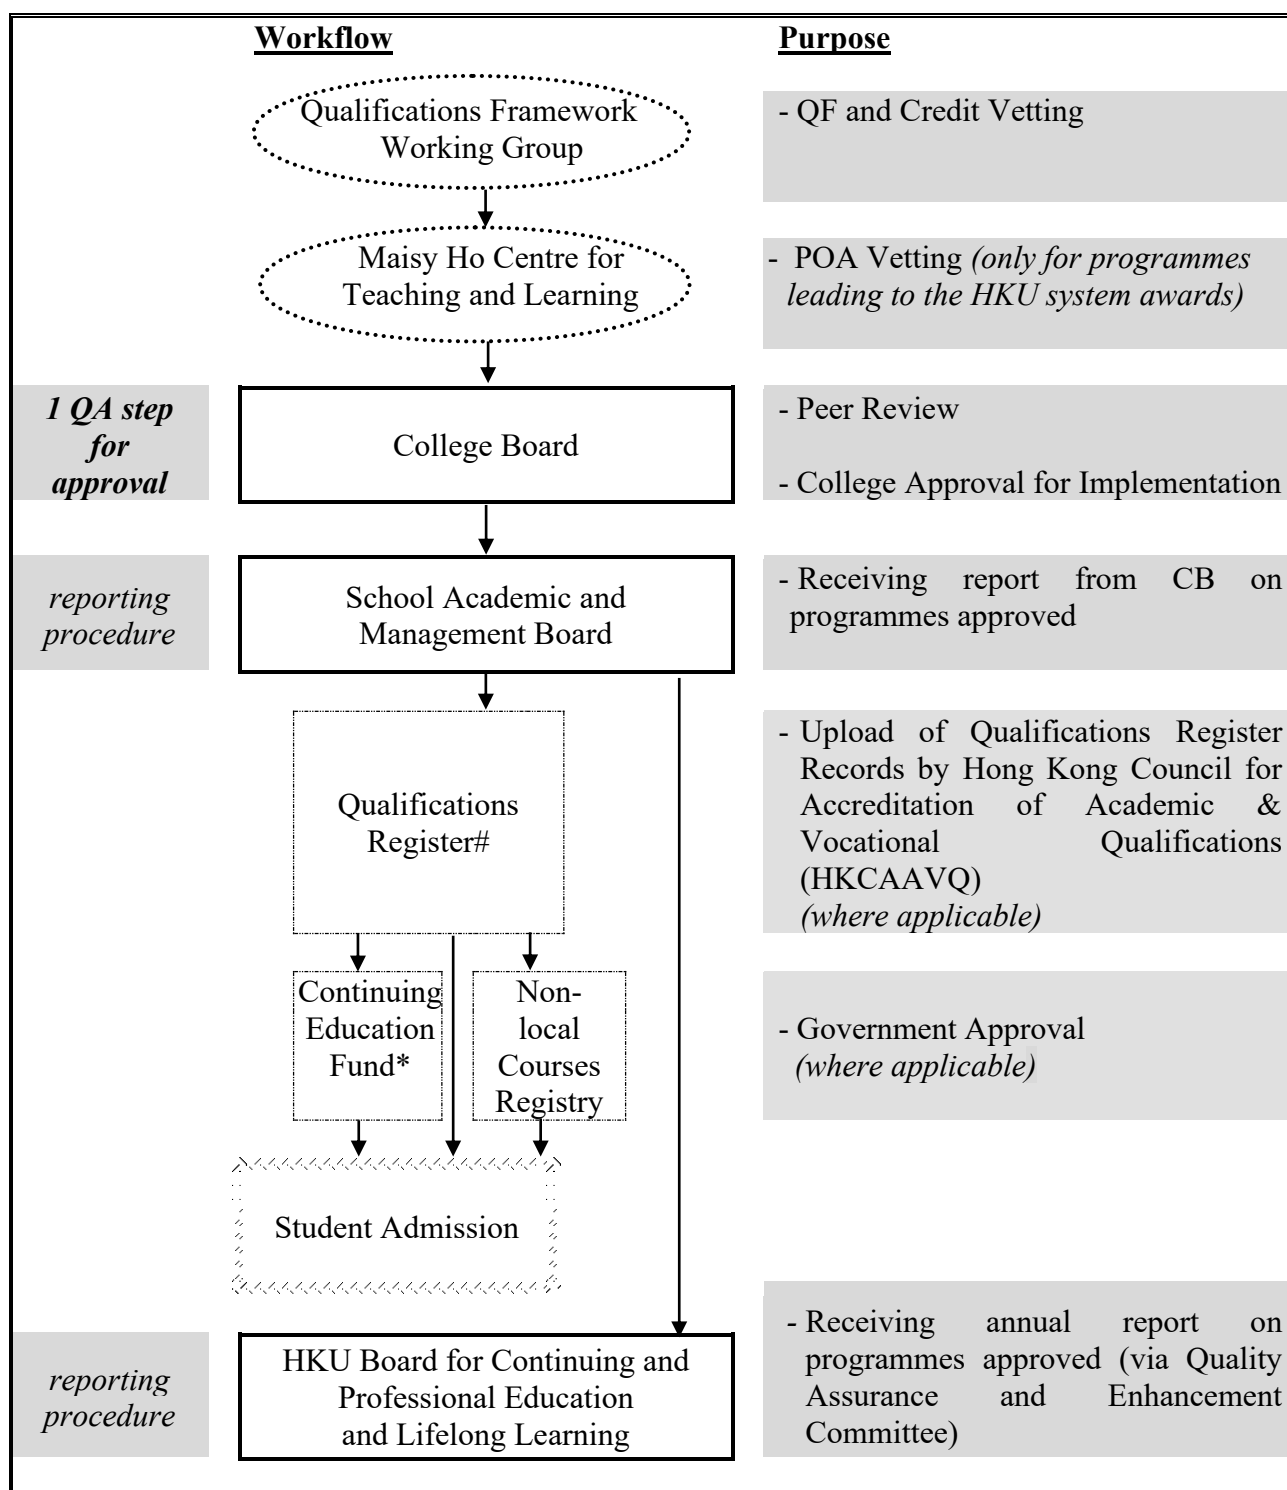 Workflow
Purpose
Qualifications Framework
Working Group
- QF and Credit Vetting
Maisy Ho Centre for
Teaching and Learning
- POA Vetting (only for programmes
leading to the HKU system awards)
1 QA step
for
approval
College Board
- Peer Review
- College Approval for Implementation
reporting
procedure
School Academic and
Management Board
- Receiving report from CB on
programmes approved
Qualifications
Register#
- Upload of Qualifications Register
Records by Hong Kong Council for
Accreditation of Academic &
Vocational Qualifications
(HKCAAVQ)
(where applicable)
Continuing
Education
Fund*
Non-
local
Courses
Registry
- Government Approval
(where applicable)
Student Admission
reporting
procedure
HKU Board for Continuing and
Professional Education
and Lifelong Learning
- Receiving annual report on
programmes approved (via Quality
Assurance and Enhancement
Committee)